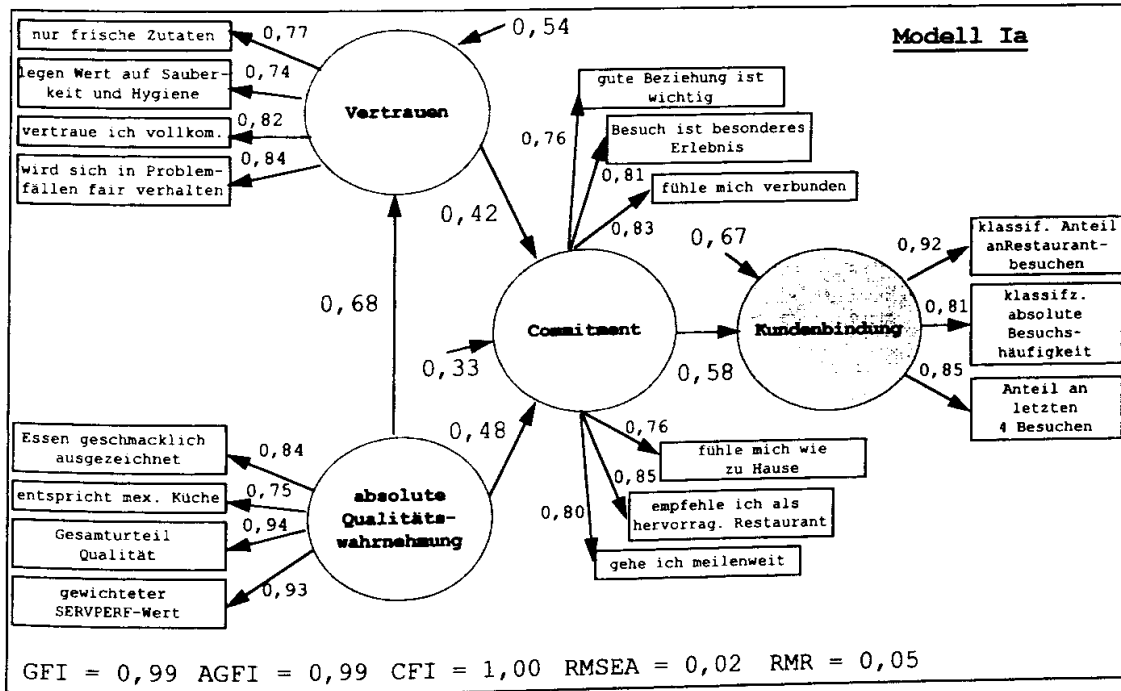 Modell Ia
nur frische Zutaten
0,77
0,54
legen Wert auf Sauber-
keit und Hygiene
0,74
Vertrauen
vertraue ich vollkom.
0,82
wird sich in Problem-
fällen fair verhalten
0,84
gute Beziehung ist
wichtig
0,76
Besuch ist besonderes
Erlebnis
0,81
fühle mich verbunden
0,83
0,42
0,68
0,67
0,92
klassif. Anteil
anRestaurant-
besuchen
Commitment
Kundenbindung
0,81
klassifz.
absolute
Besuchs-
häufigkeit
0,33
0,58
0,85
Anteil an
letzten
4 Besuchen
0,48
Essen geschmacklich
ausgezeichnet
0,84
entspricht mex. Küche
0,75
absolute
Qualitäts-
wahrnehmung
Gesamturteil
Qualität
0,94
gewichteter
SERVPERF-Wert
0,93
0,76
fühle mich wie
zu Hause
0,85
empfehle ich als
hervorrag. Restaurant
0,80
gehe ich meilenweit
GFI = 0,99 AGFI = 0,99 CFI = 1,00 RMSEA = 0,02 RMR = 0,05